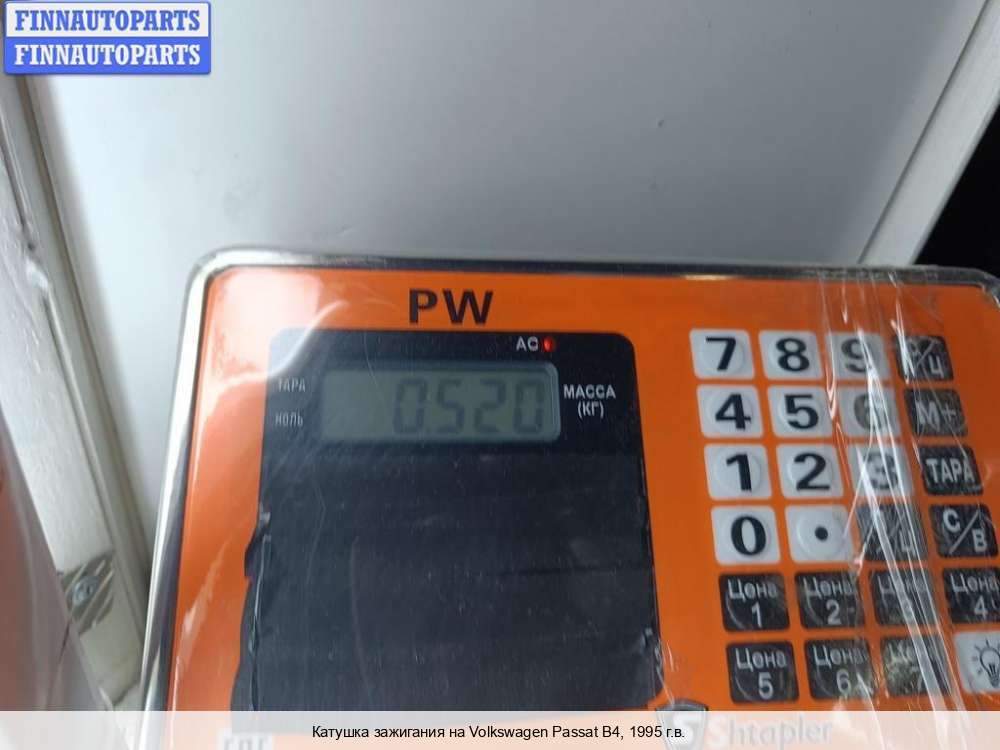 FINNAUTOPARTS
FINNAUTOPARTS
PW
AC
ТАРА
НОЛЬ
0.520
МАССА
(КГ)
7 8 9
4 5 6 М+
1 2 3 ТАРА
0 • С/В
Цена 1 Цена 2 Цена 4
Цена 5 Цена 6
Shtapler
Катушка зажигания на Volkswagen Passat B4, 1995 г.в.